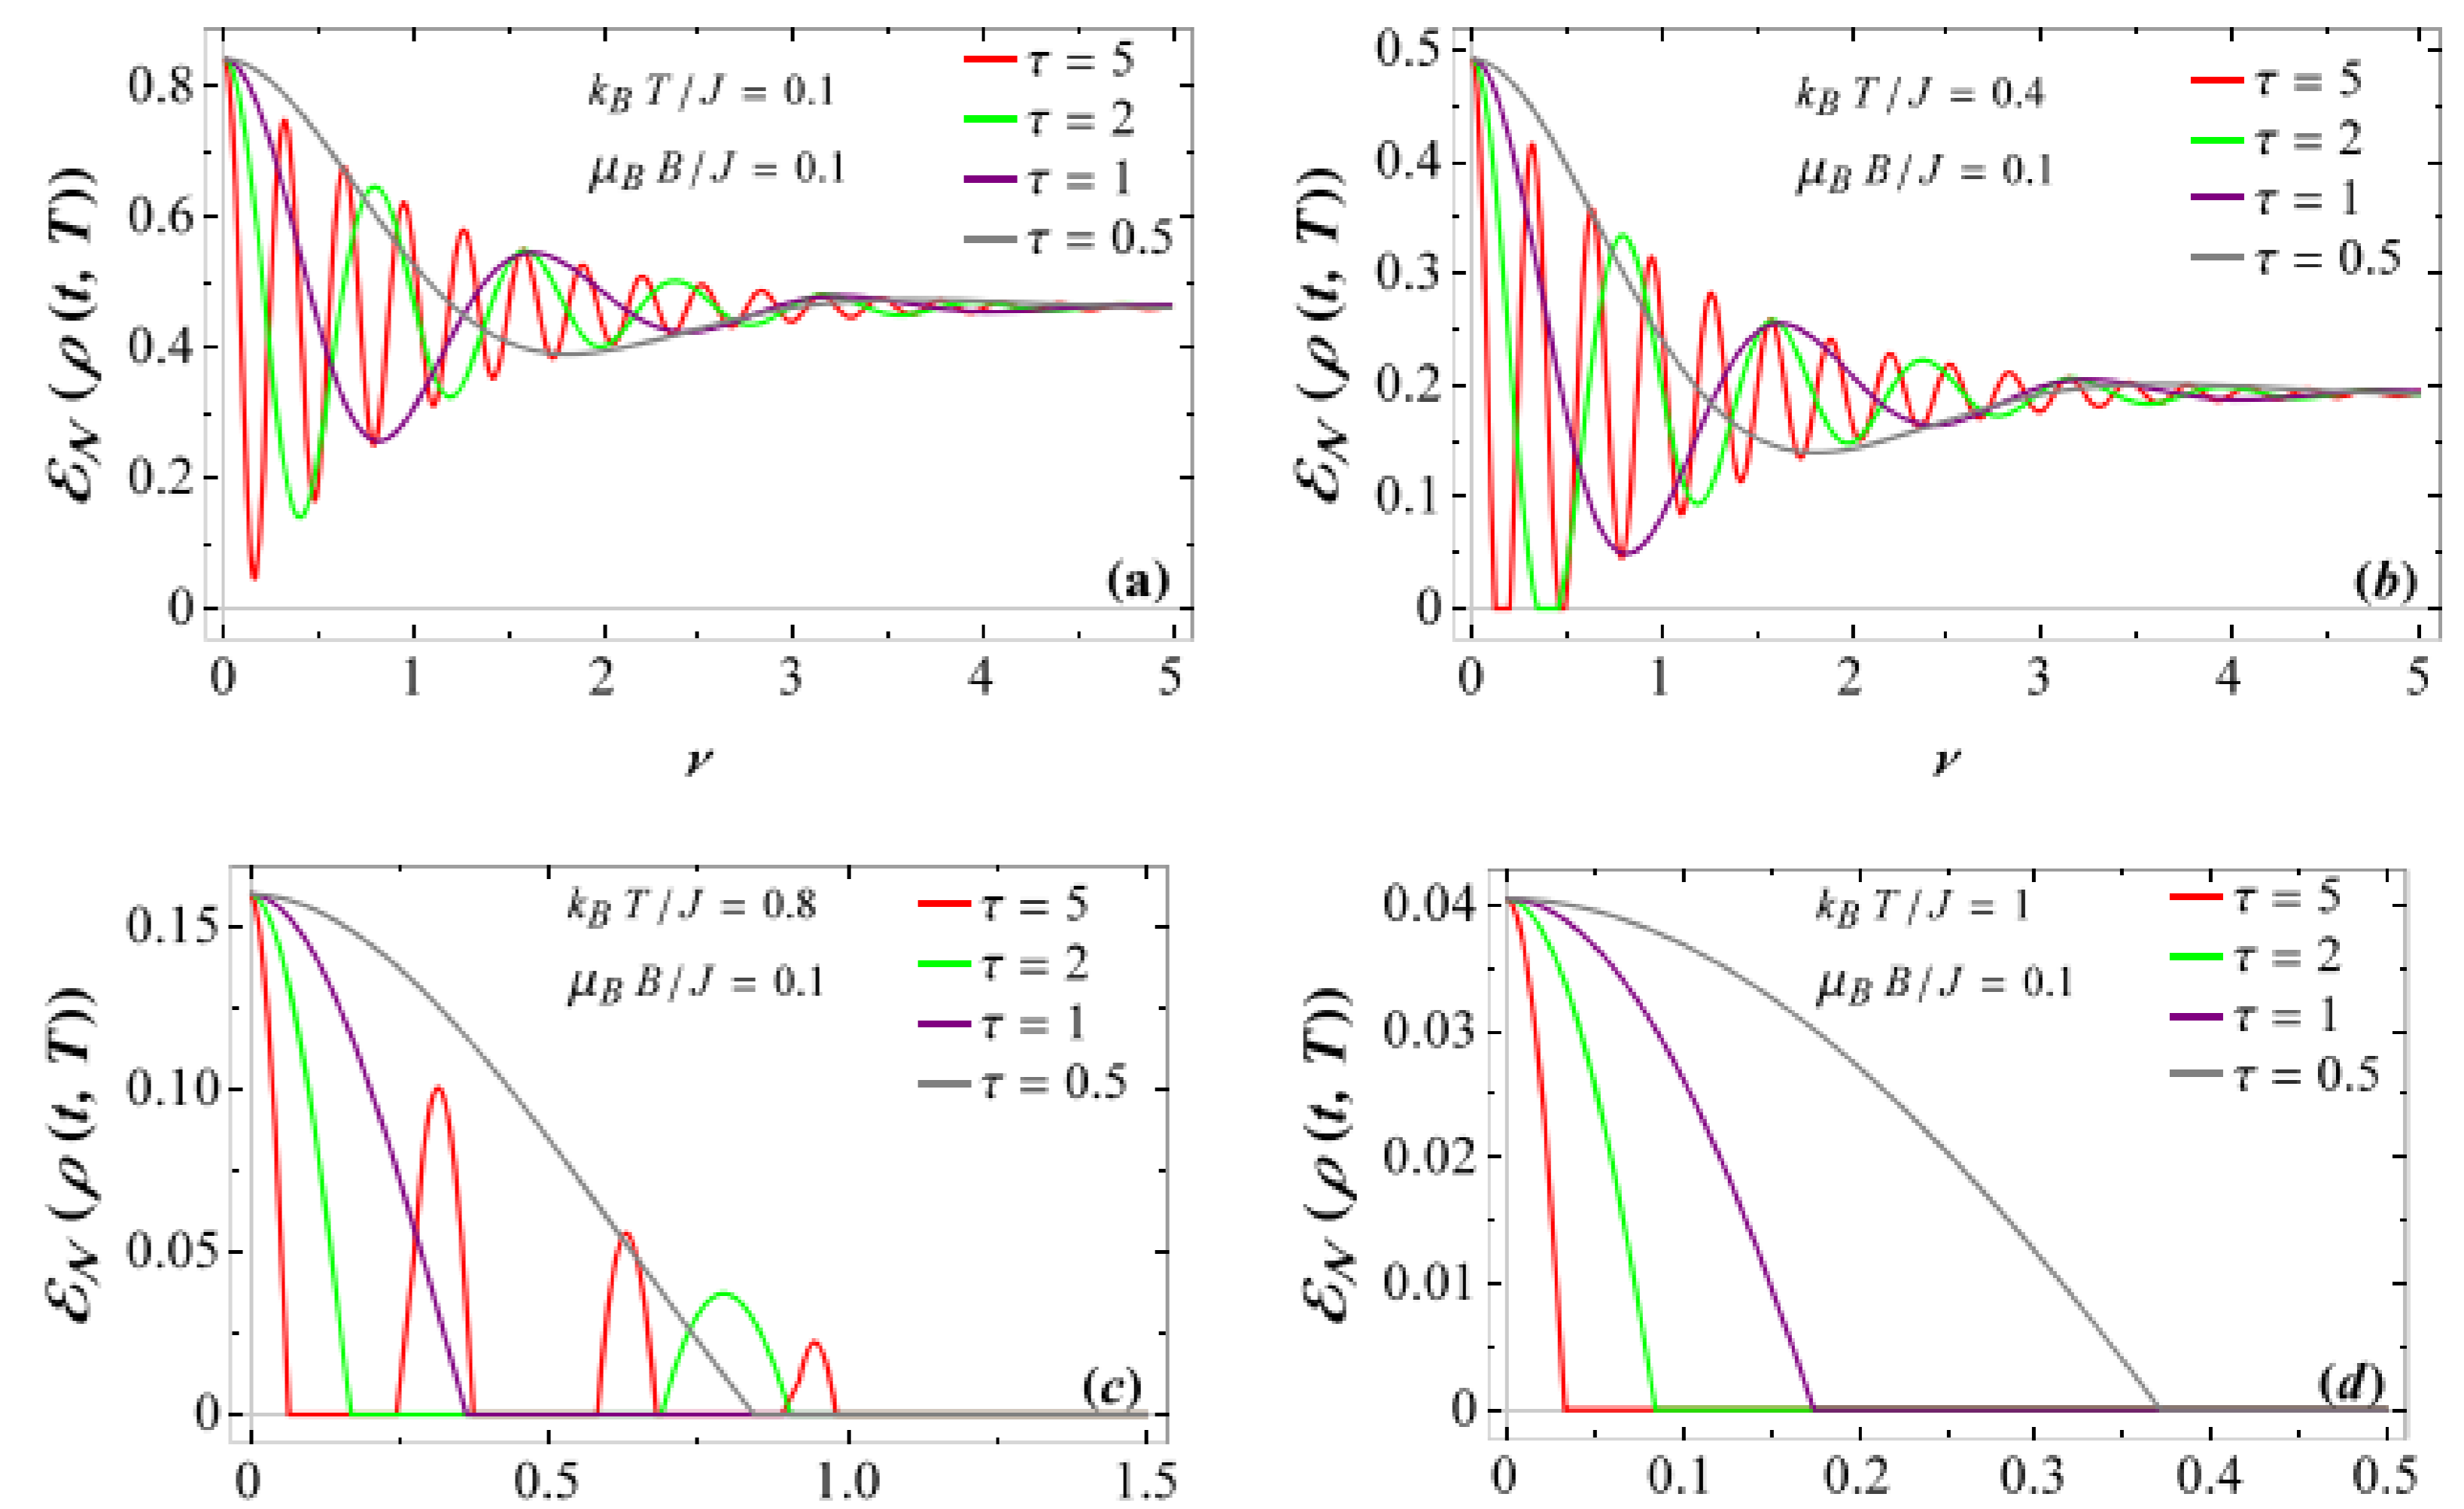 0.8
0.6
0.4
0.2
0
ℰ_N (ρ (t, T))
k_B T / J = 0.1
μ_B B / J = 0.1
τ = 5
τ = 2
τ = 1
τ = 0.5
(a)
0 1 2 3 4 5
ν
0.5
0.4
0.3
0.2
0.1
0
ℰ_N (ρ (t, T))
k_B T / J = 0.4
μ_B B / J = 0.1
τ = 5
τ = 2
τ = 1
τ = 0.5
(b)
0 1 2 3 4 5
ν
0.15
0.10
0.05
0
ℰ_N (ρ (t, T))
k_B T / J = 0.8
μ_B B / J = 0.1
τ = 5
τ = 2
τ = 1
τ = 0.5
(c)
0 0.5 1.0 1.5
0.04
0.03
0.02
0.01
0
ℰ_N (ρ (t, T))
k_B T / J = 1
μ_B B / J = 0.1
τ = 5
τ = 2
τ = 1
τ = 0.5
(d)
0 0.1 0.2 0.3 0.4 0.5